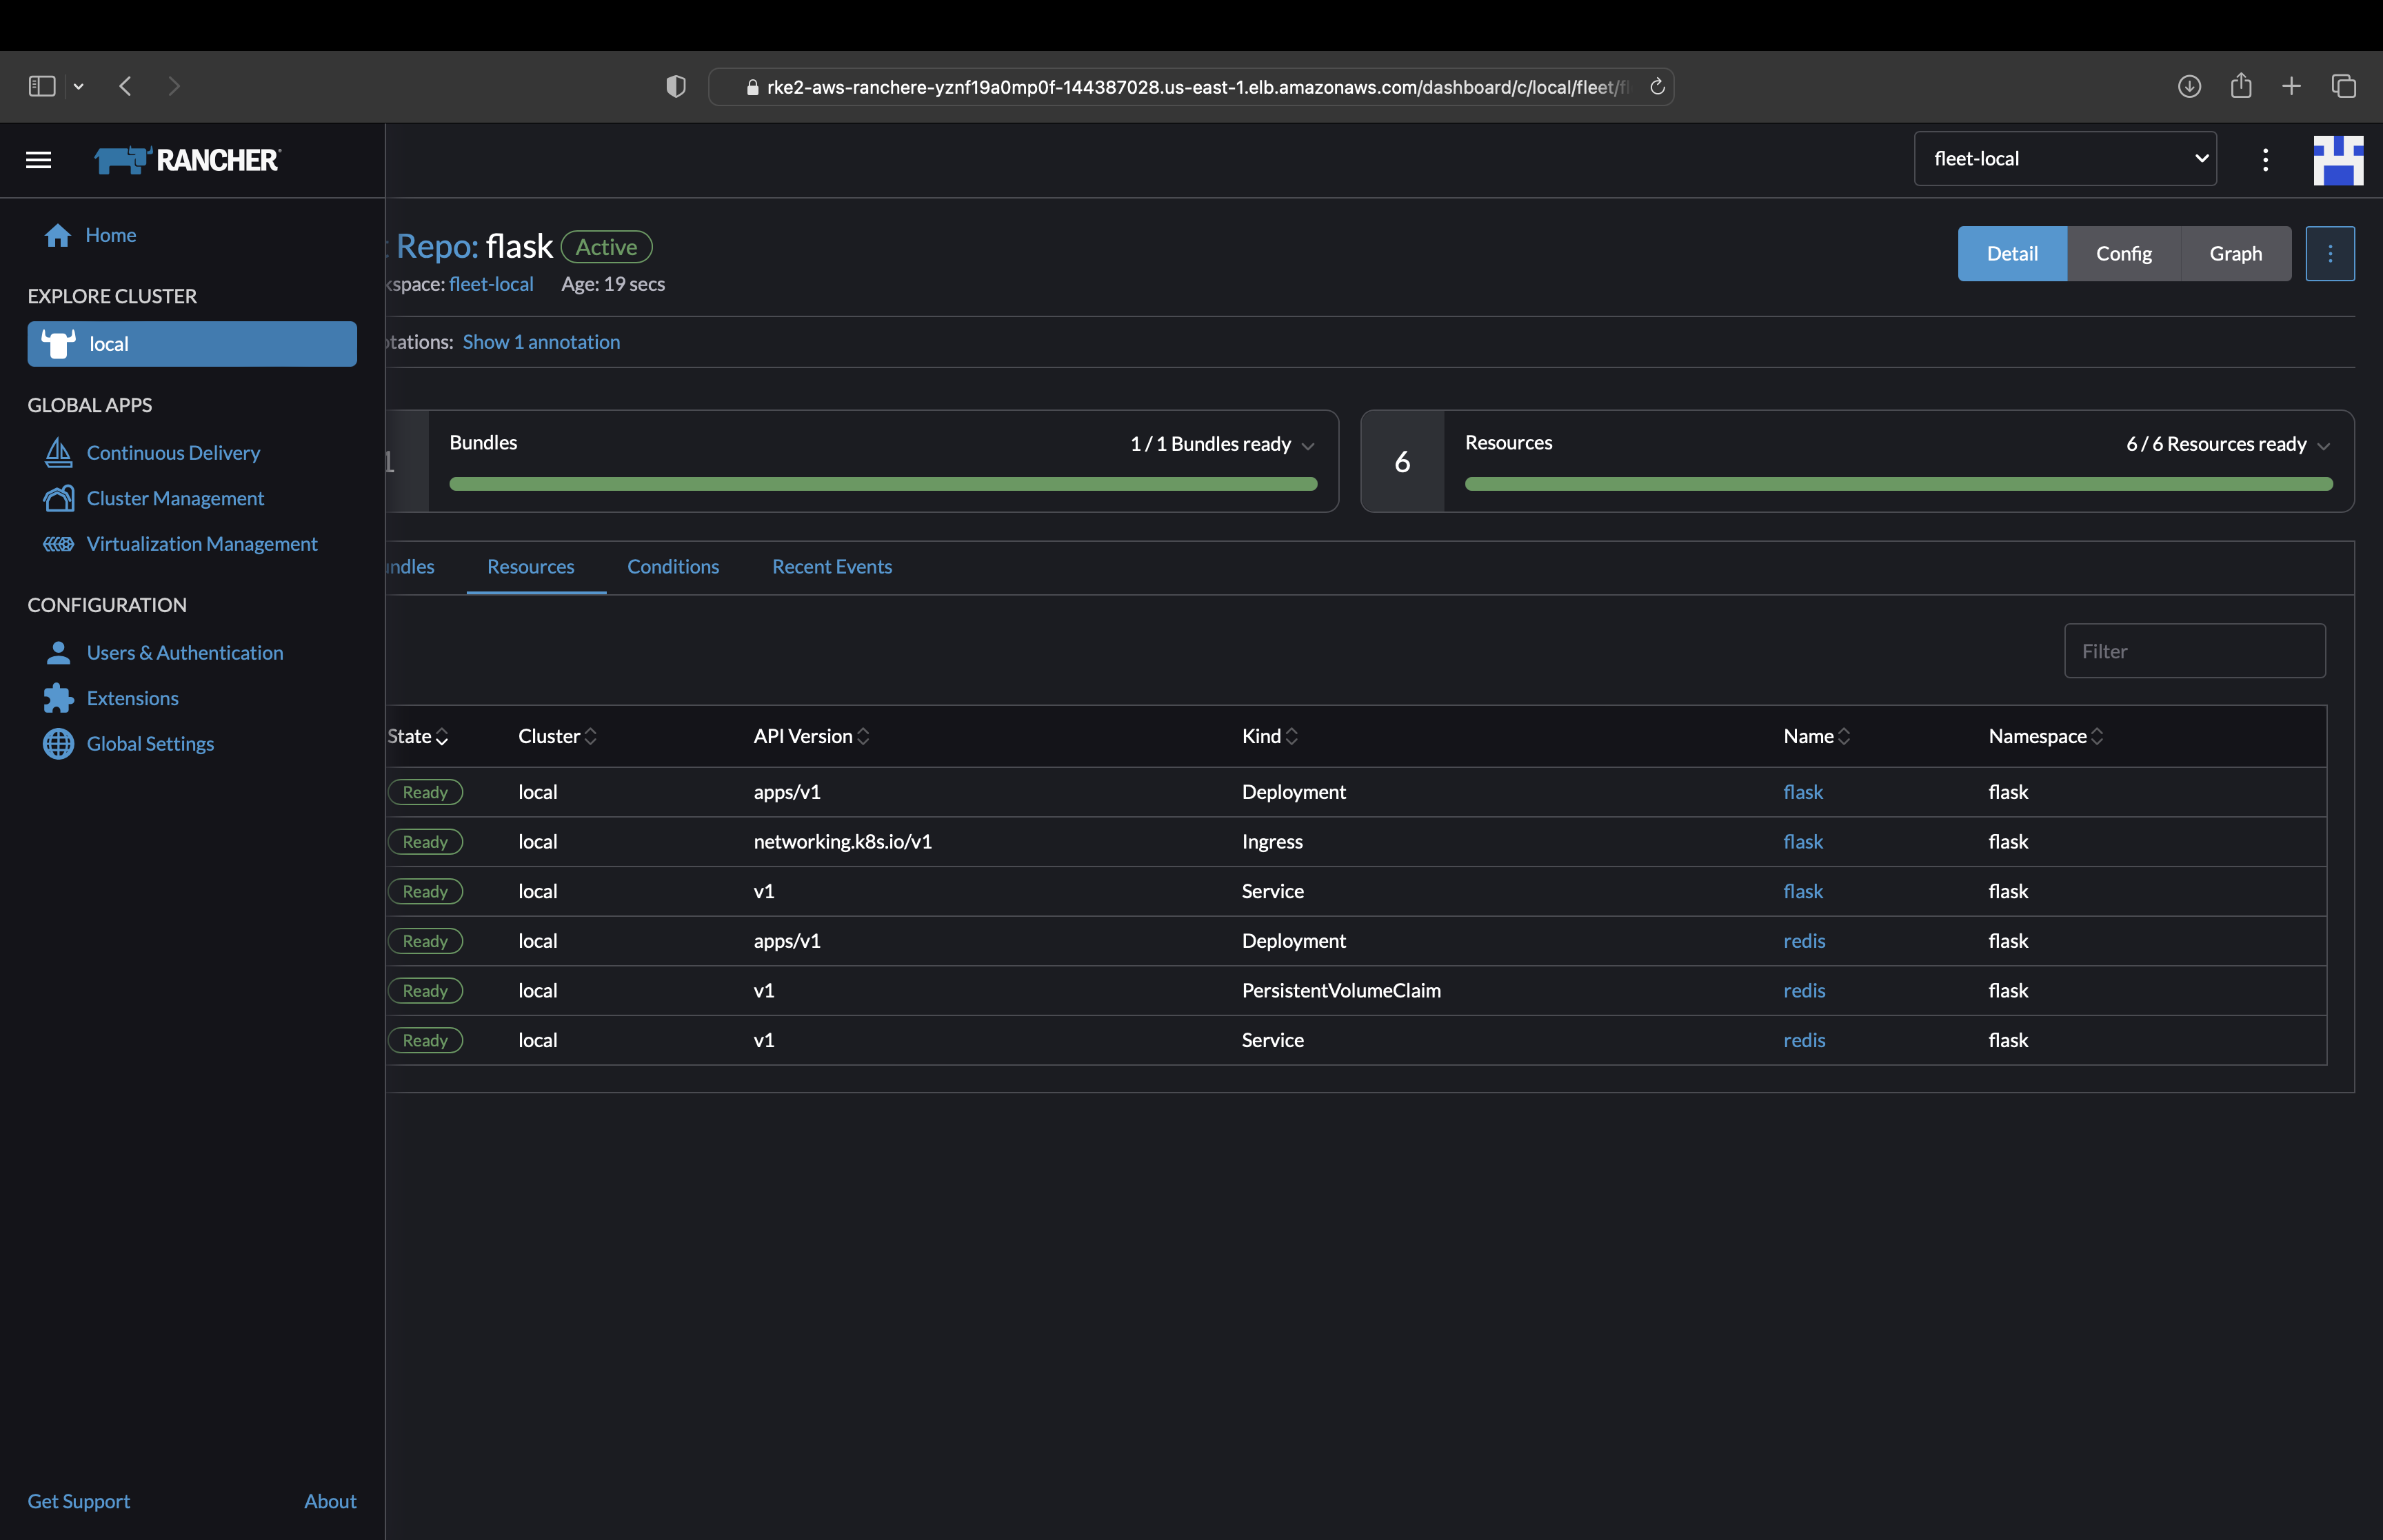 rke2-aws-ranchere-yznf19a0mp0f-144387028.us-east-1.elb.amazonaws.com/dashboard/c/local/fleet/
RANCHER
fleet-local
Home
EXPLORE CLUSTER
local
GLOBAL APPS
Continuous Delivery
Cluster Management
Virtualization Management
CONFIGURATION
Users & Authentication
Extensions
Global Settings
Get Support
About
Repo: flask Active
kspace: fleet-local Age: 19 secs
Detail Config Graph
otations: Show 1 annotation
1 Bundles 1 / 1 Bundles ready
6 Resources 6 / 6 Resources ready
undles Resources Conditions Recent Events
Filter
State Cluster API Version Kind Name Namespace
Ready local apps/v1 Deployment flask flask
Ready local networking.k8s.io/v1 Ingress flask flask
Ready local v1 Service flask flask
Ready local apps/v1 Deployment redis flask
Ready local v1 PersistentVolumeClaim redis flask
Ready local v1 Service redis flask